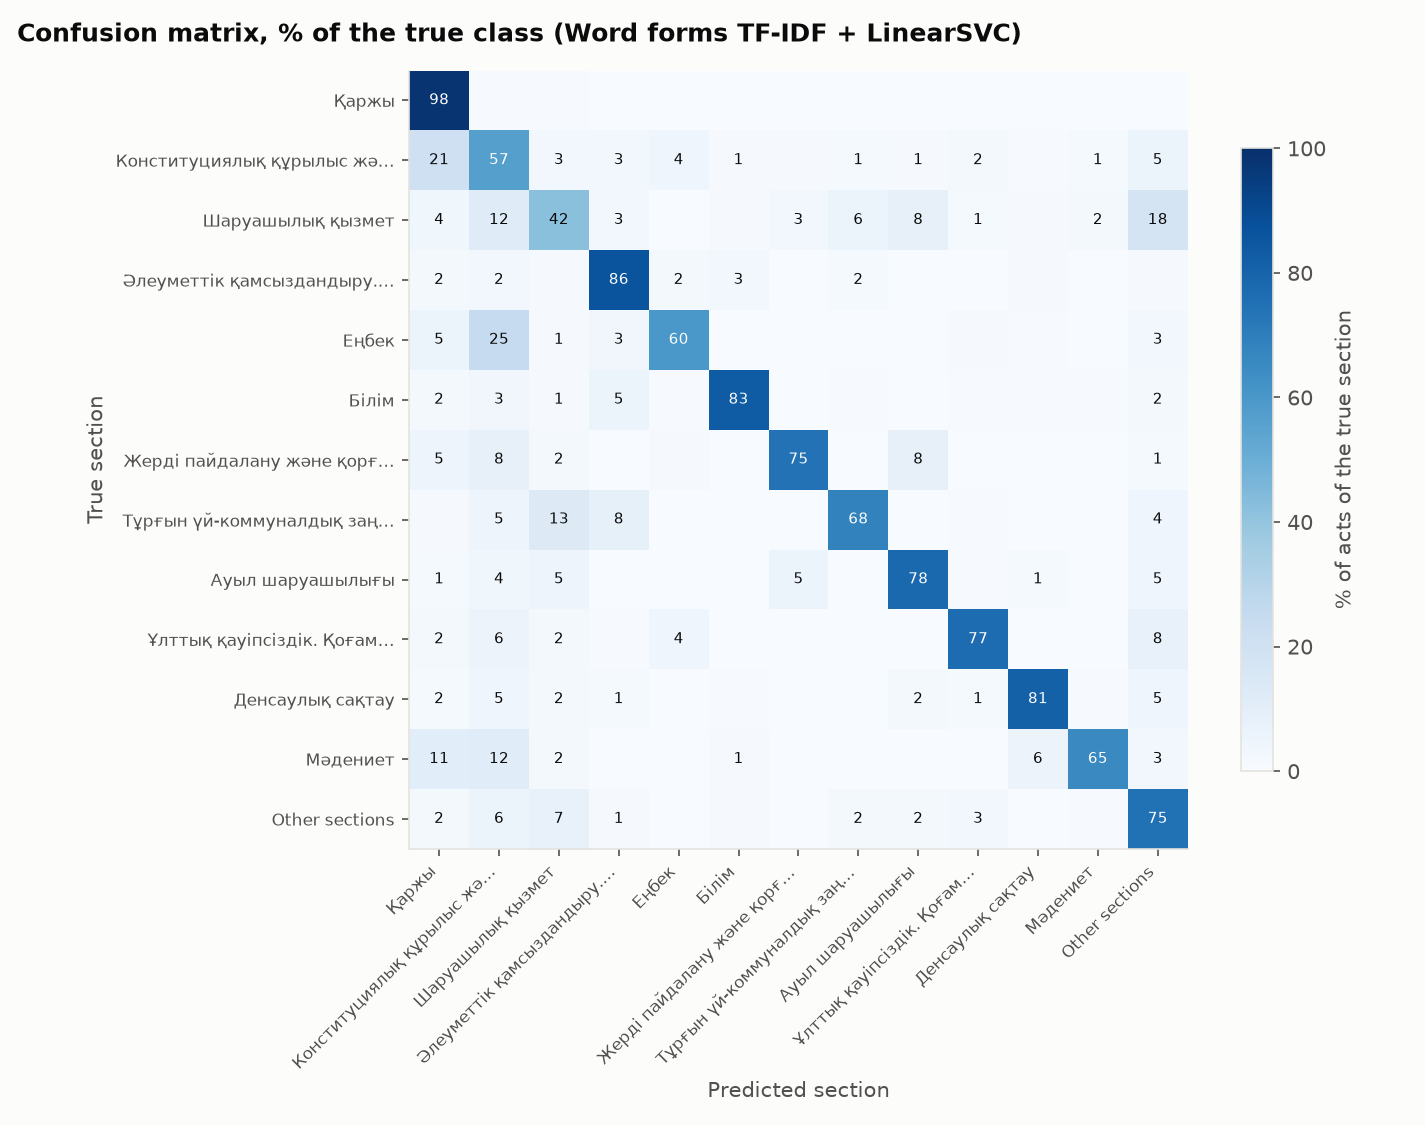 Confusion matrix, % of the true class (Word forms TF-IDF + LinearSVC)
Қаржы 98
Конституциялық құрылыс жә... 21 57 3 3 4 1 1 1 2 1 5
Шаруашылық қызмет 4 12 42 3 3 6 8 1 2 18
Әлеуметтік қамсыздандыру.... 2 2 86 2 3 2
Еңбек 5 25 1 3 60 3
Білім 2 3 1 5 83 2
Жерді пайдалану және қорғ... 5 8 2 75 8 1
Тұрғын үй-коммуналдық заң... 5 13 8 68 4
Ауыл шаруашылығы 1 4 5 5 78 1 5
Ұлттық қауіпсіздік. Қоғам... 2 6 2 4 77 8
Денсаулық сақтау 2 5 2 1 2 1 81 5
Мәдениет 11 12 2 1 6 65 3
Other sections 2 6 7 1 2 2 3 75
True section
Қаржы
Конституциялық құрылыс жә...
Шаруашылық қызмет
Әлеуметтік қамсыздандыру....
Еңбек
Білім
Жерді пайдалану және қорғ...
Тұрғын үй-коммуналдық заң...
Ауыл шаруашылығы
Ұлттық қауіпсіздік. Қоғам...
Денсаулық сақтау
Мәдениет
Other sections
Predicted section
100
80
60
40
20
0
% of acts of the true section